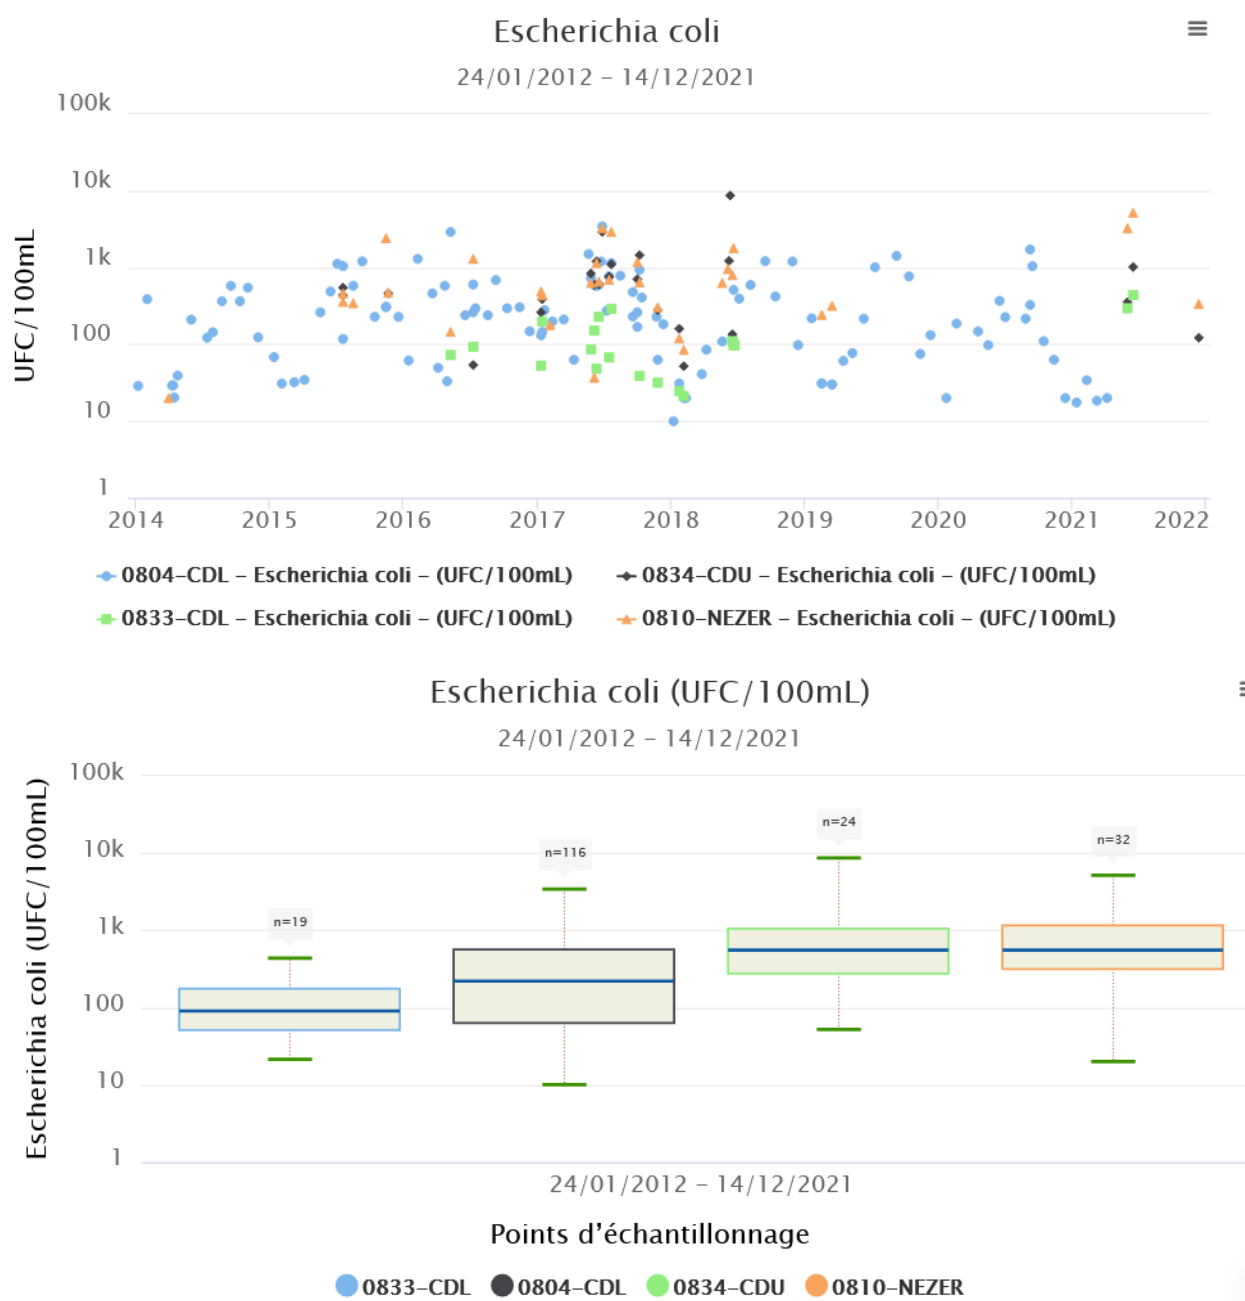 Escherichia coli
24/01/2012 – 14/12/2021
100k
10k
1k
100
10
1
UFC/100mL
2014 2015 2016 2017 2018 2019 2020 2021 2022
0804–CDL – Escherichia coli – (UFC/100mL) 0834–CDU – Escherichia coli – (UFC/100mL)
0833–CDL – Escherichia coli – (UFC/100mL) 0810–NEZER – Escherichia coli – (UFC/100mL)
Escherichia coli (UFC/100mL)
24/01/2012 – 14/12/2021
100k
10k
1k
100
10
1
Escherichia coli (UFC/100mL)
n=19
n=116
n=24
n=32
24/01/2012 – 14/12/2021
Points d’échantillonnage
0833–CDL 0804–CDL 0834–CDU 0810–NEZER